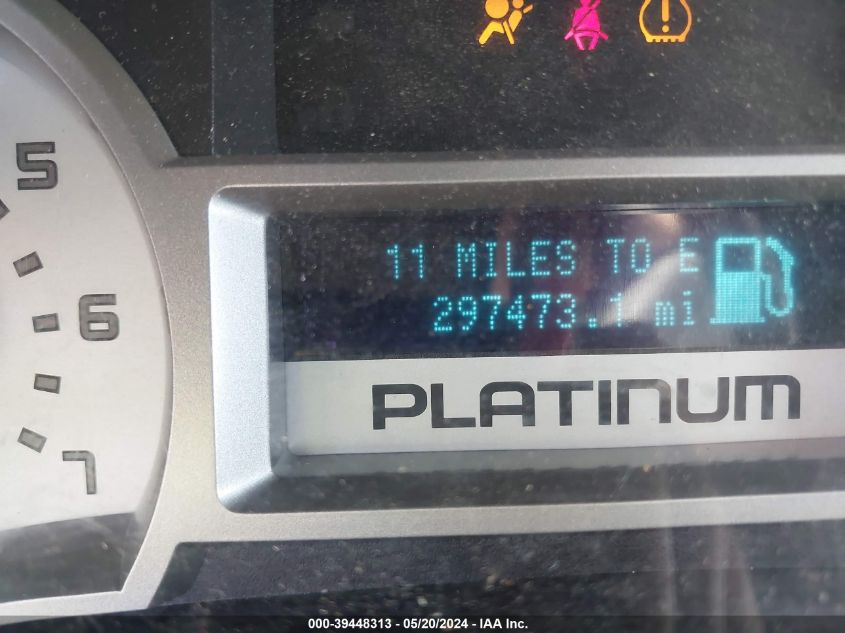 5
6
7
11 MILES TO E
297473.1 mi
PLATINUM
000-39448313 - 05/20/2024 - IAA Inc.